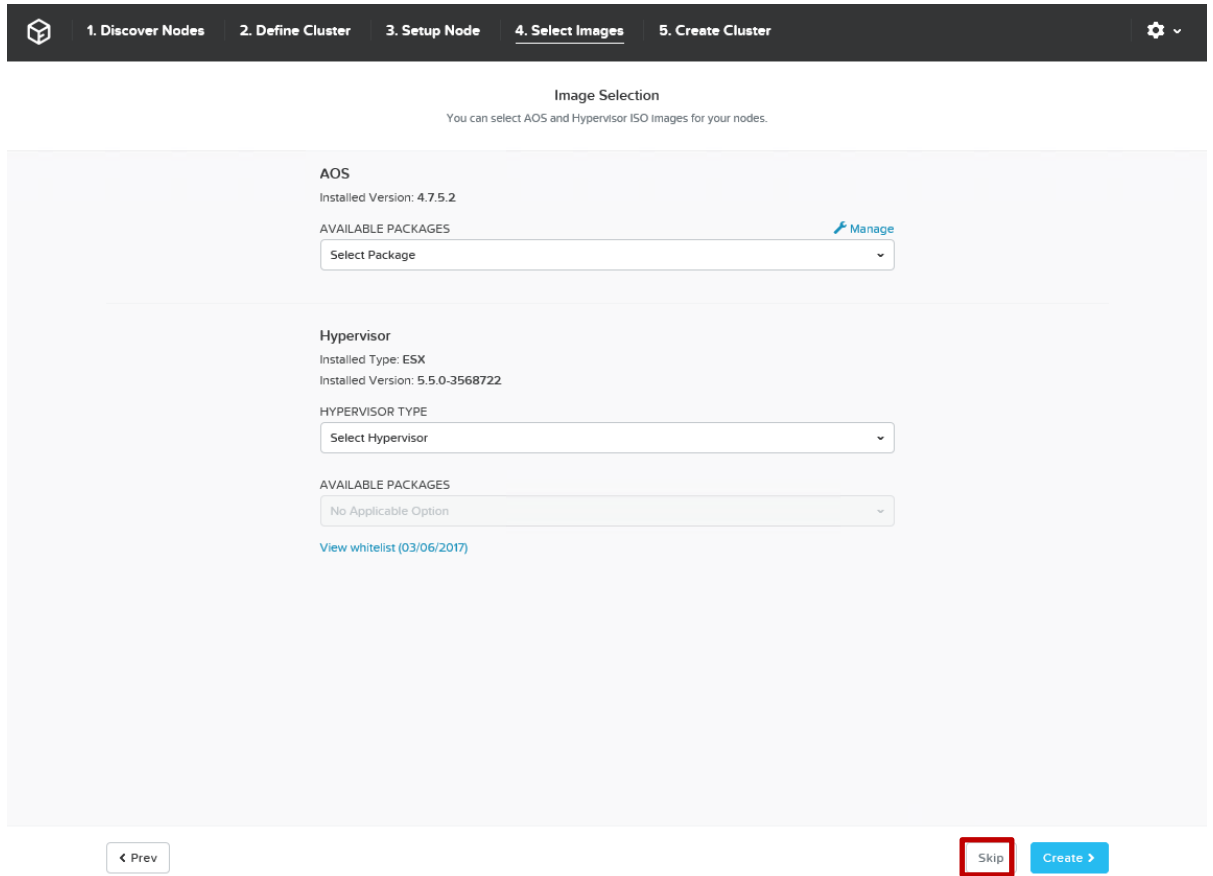 1. Discover Nodes 2. Define Cluster 3. Setup Node 4. Select Images 5. Create Cluster
Image Selection
You can select AOS and Hypervisor ISO images for your nodes.
AOS
Installed Version: 4.7.5.2
AVAILABLE PACKAGES Manage
Select Package
Hypervisor
Installed Type: ESX
Installed Version: 5.5.0-3568722
HYPERVISOR TYPE
Select Hypervisor
AVAILABLE PACKAGES
No Applicable Option
View whitelist (03/06/2017)
Prev Skip Create